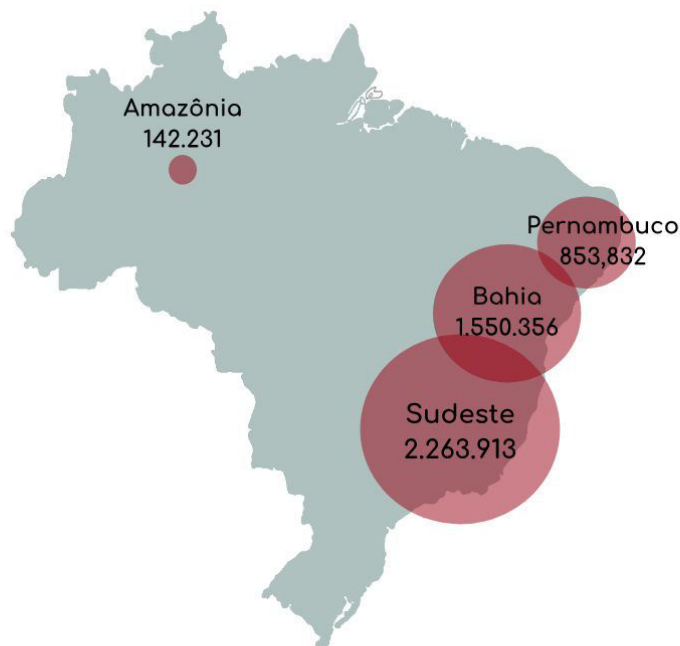 Amazônia
142.231
Pernambuco
853,832
Bahia
1.550.356
Sudeste
2.263.913